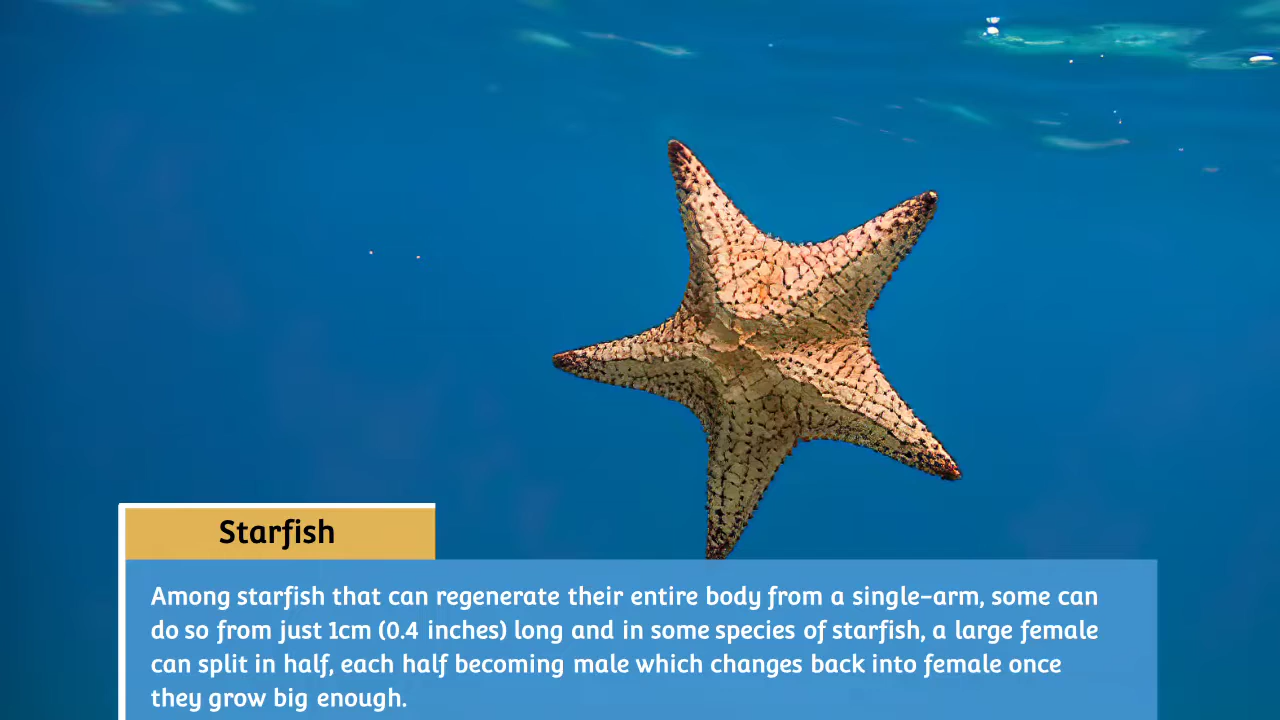 Starfish
Among starfish that can regenerate their entire body from a single-arm, some can
do so from just 1cm (0.4 inches) long and in some species of starfish, a large female
can split in half, each half becoming male which changes back into female once
they grow big enough.